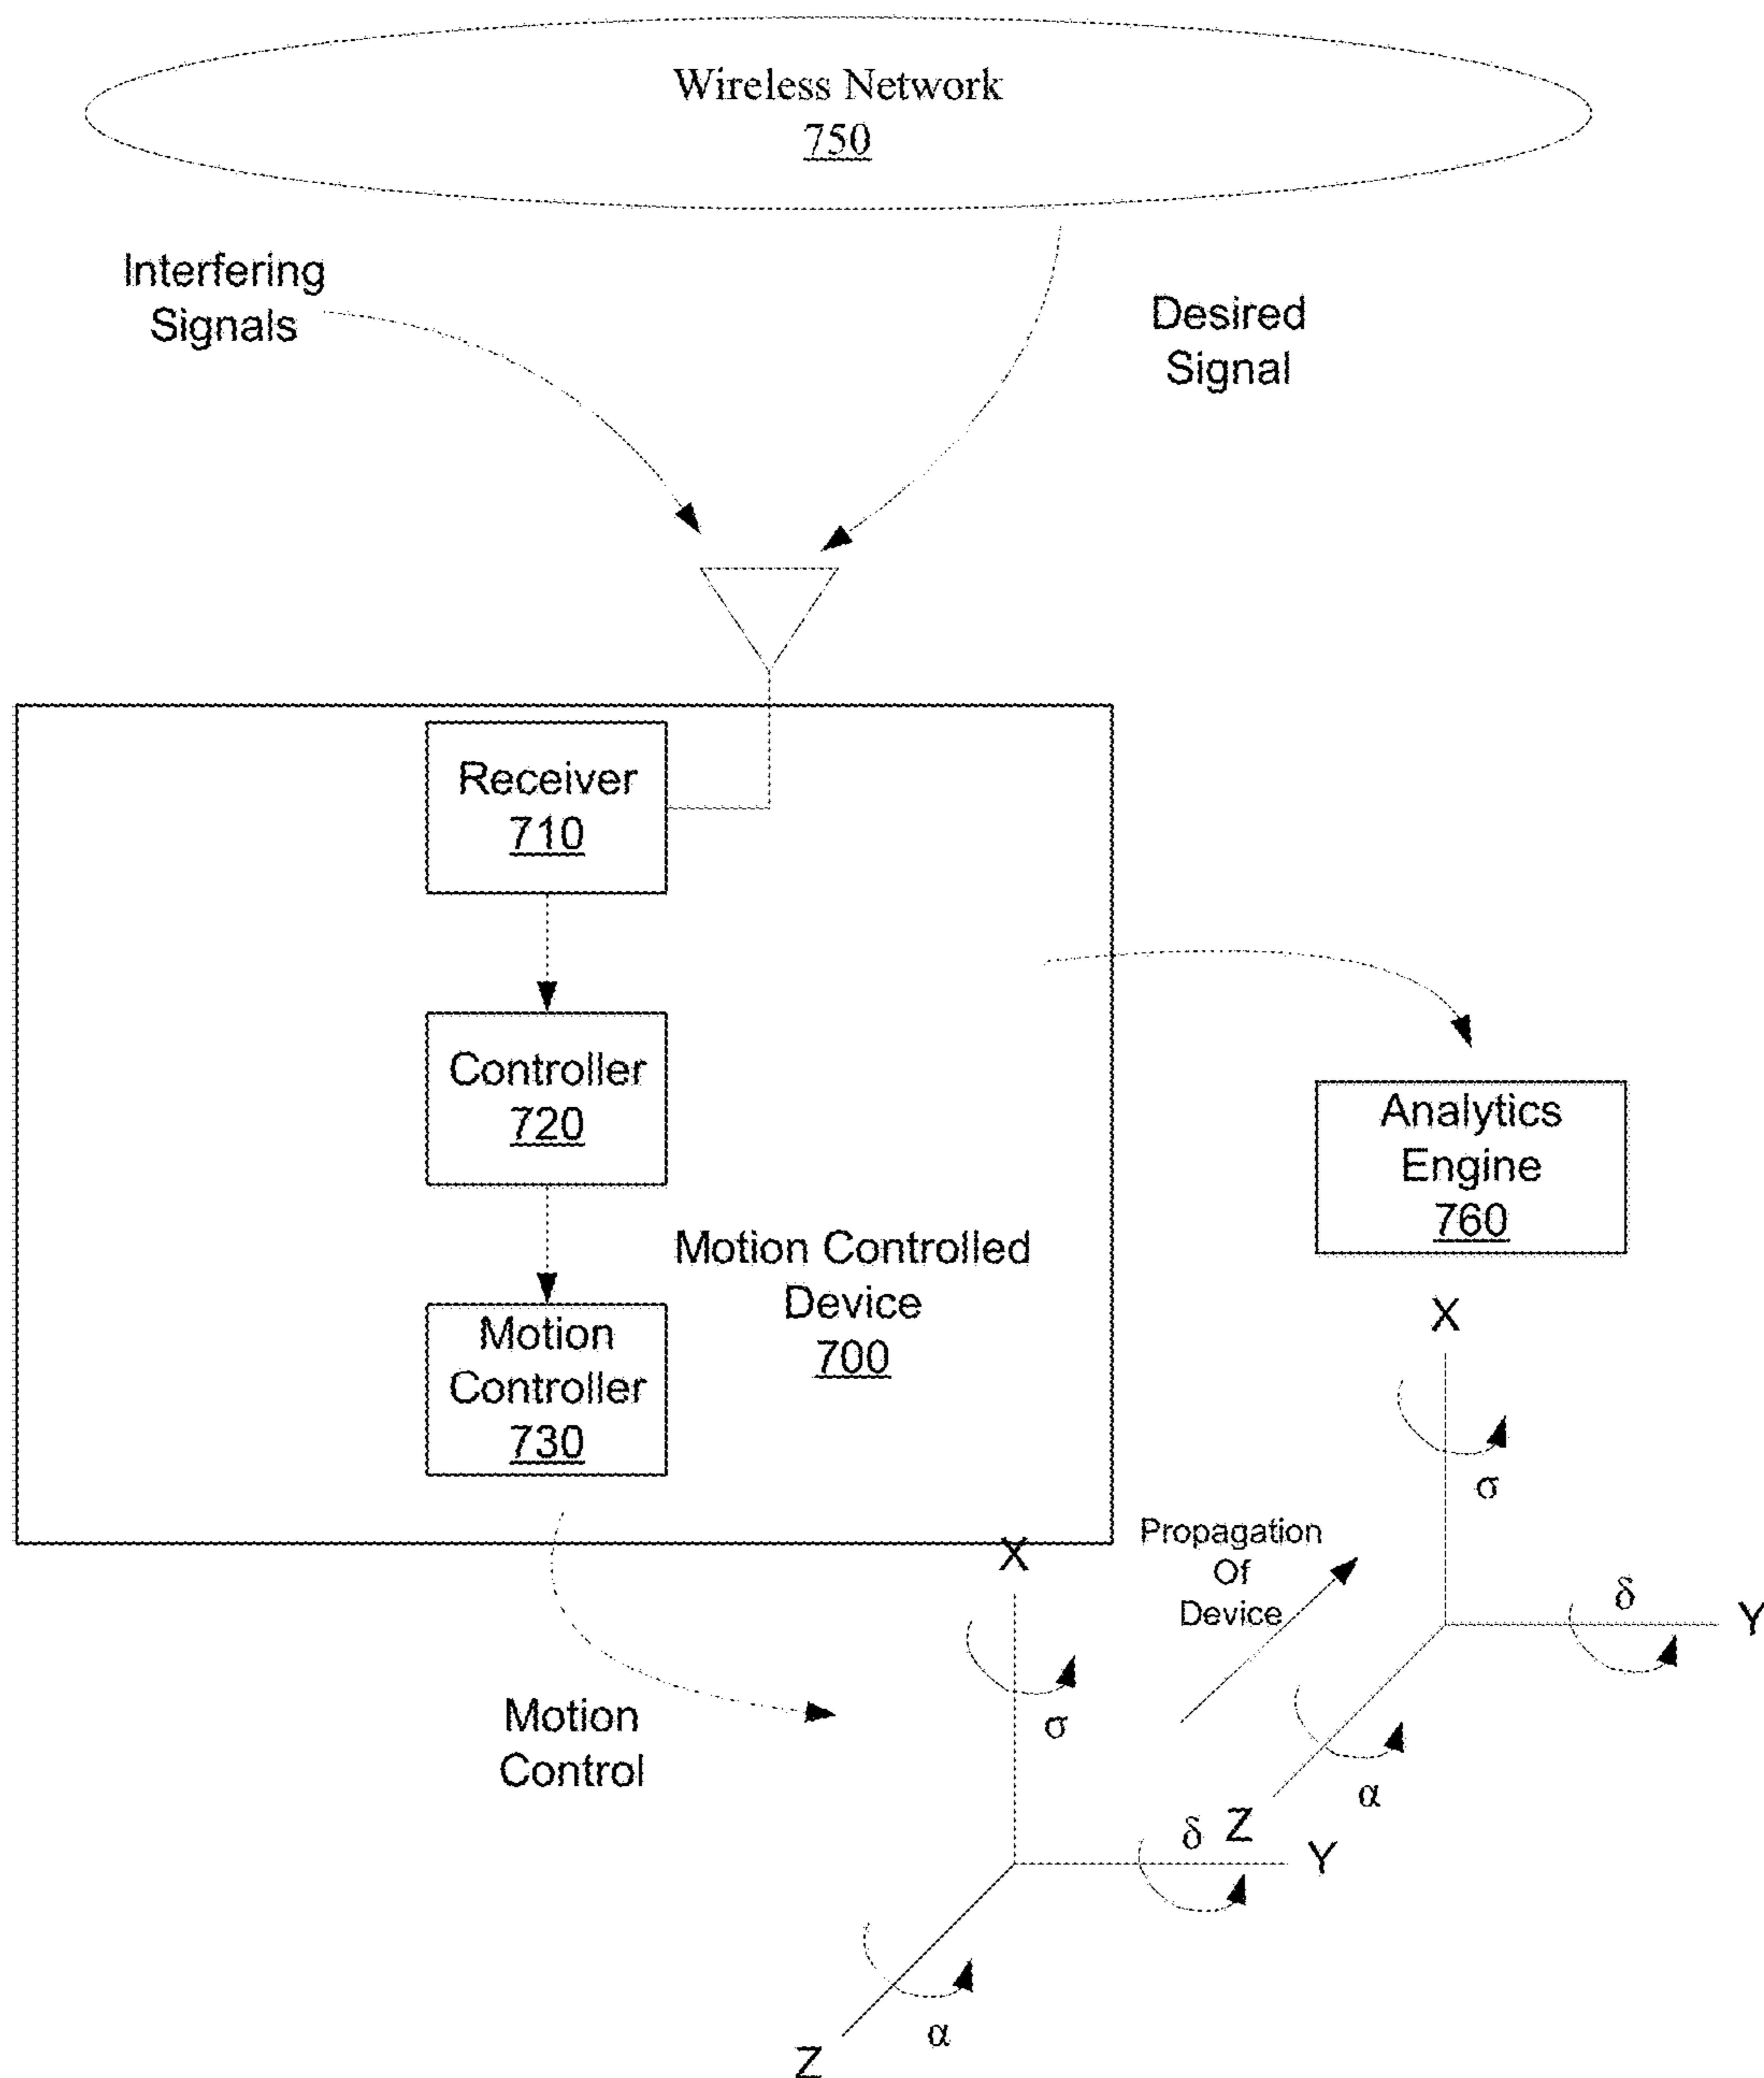 Wireless Network
750
Interfering
Signals
Desired
Signal
Receiver
710
Controller
720
Analytics
Engine
760
Motion Controlled
Device
700
Motion
Controller
730
X
σ
Propagation
Of
Device
δ
Y
α
Z
X
σ
Motion
Control
δ
Y
α
Z